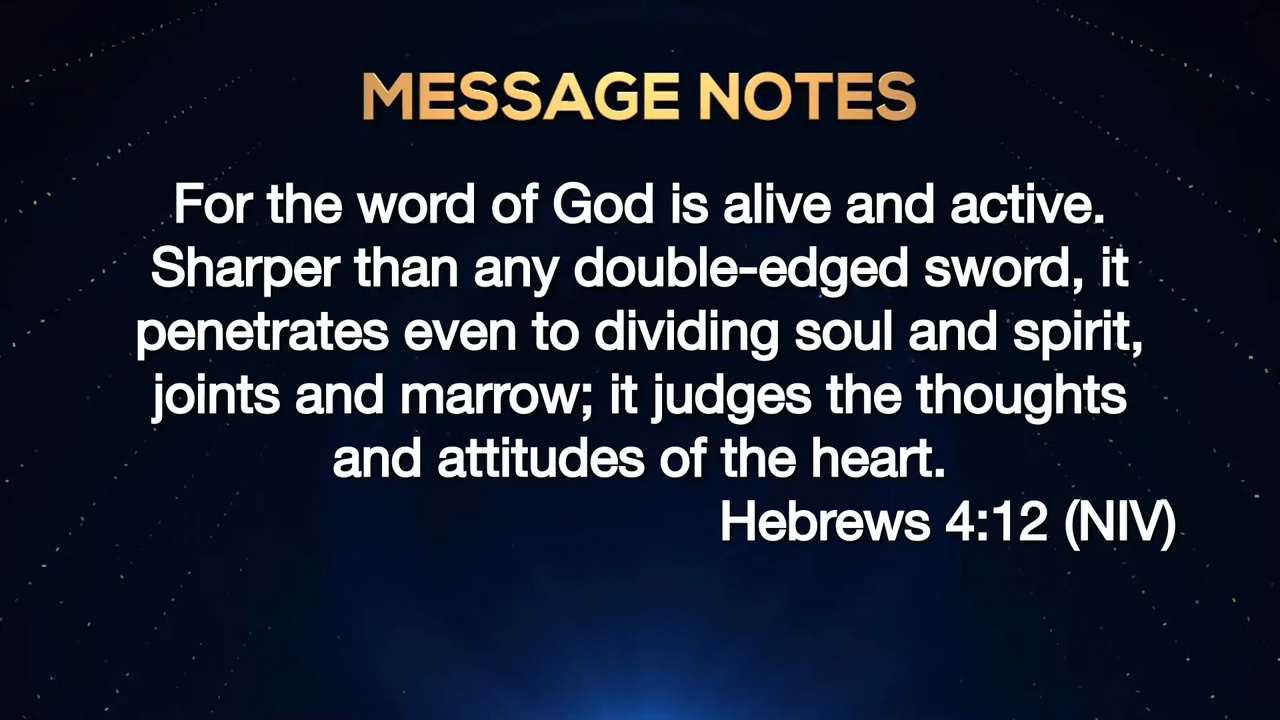 MESSAGE NOTES
For the word of God is alive and active.
Sharper than any double-edged sword, it
penetrates even to dividing soul and spirit,
joints and marrow; it judges the thoughts
and attitudes of the heart.
Hebrews 4:12 (NIV)